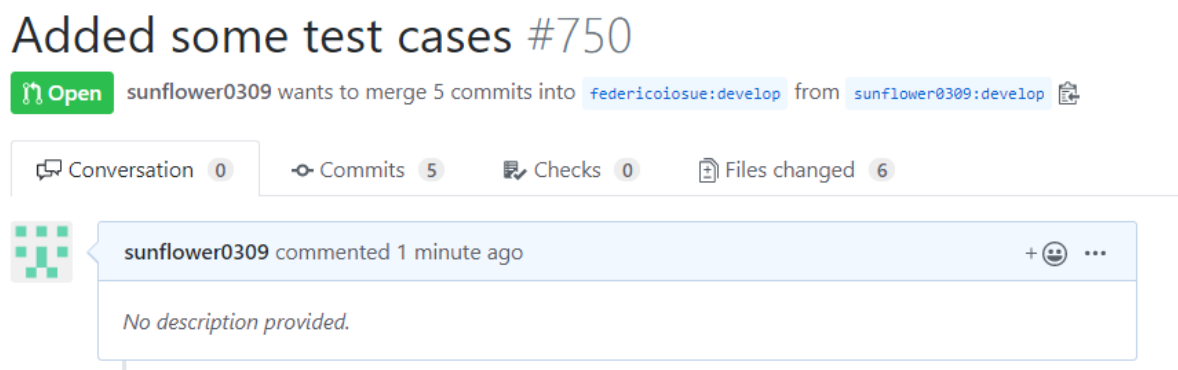 Added some test cases #750
Open sunflower0309 wants to merge 5 commits into federicoiosue:develop from sunflower0309:develop
Conversation 0 Commits 5 Checks 0 Files changed 6
sunflower0309 commented 1 minute ago
No description provided.